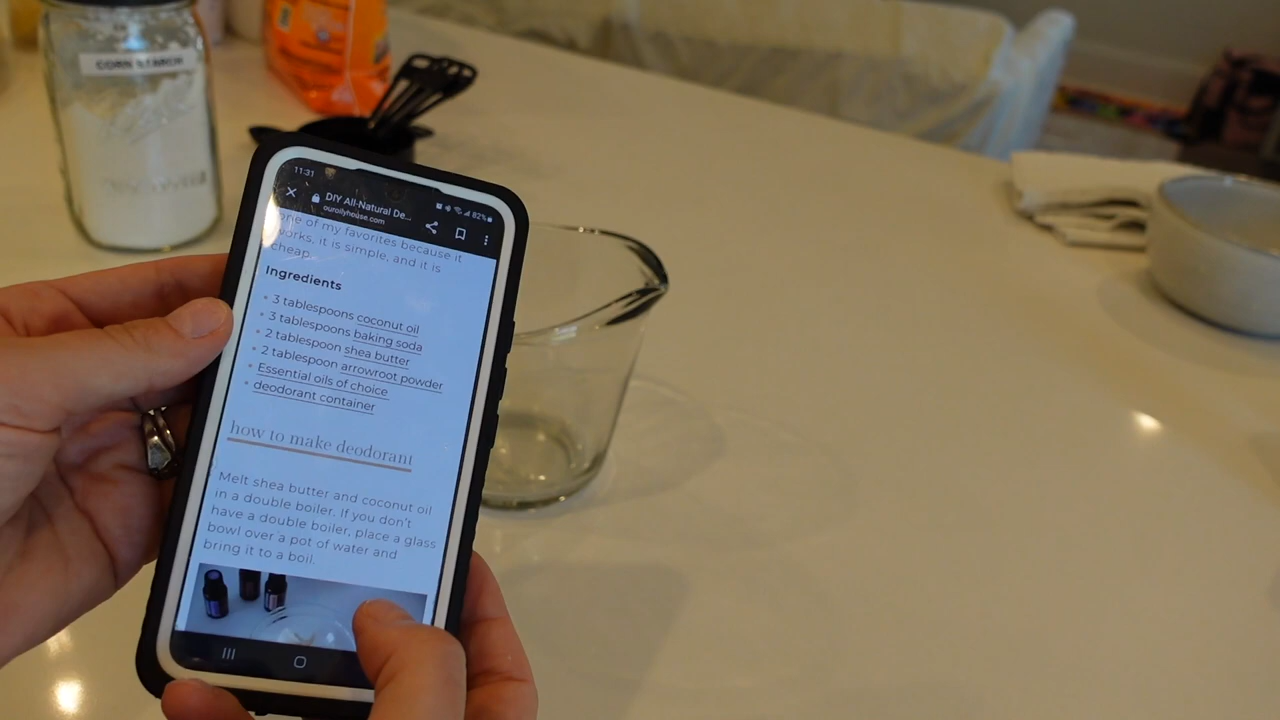 CORN STARCH
11:31
82%
DIY All-Natural De...
ouroilyhouse.com
one of my favorites because it
works, it is simple, and it is
cheap.
Ingredients
3 tablespoons coconut oil
3 tablespoons baking soda
2 tablespoon shea butter
2 tablespoon arrowroot powder
Essential oils of choice
deodorant container
how to make deodorant
Melt shea butter and coconut oil
in a double boiler. If you don't
have a double boiler, place a glass
bowl over a pot of water and
bring it to a boil.